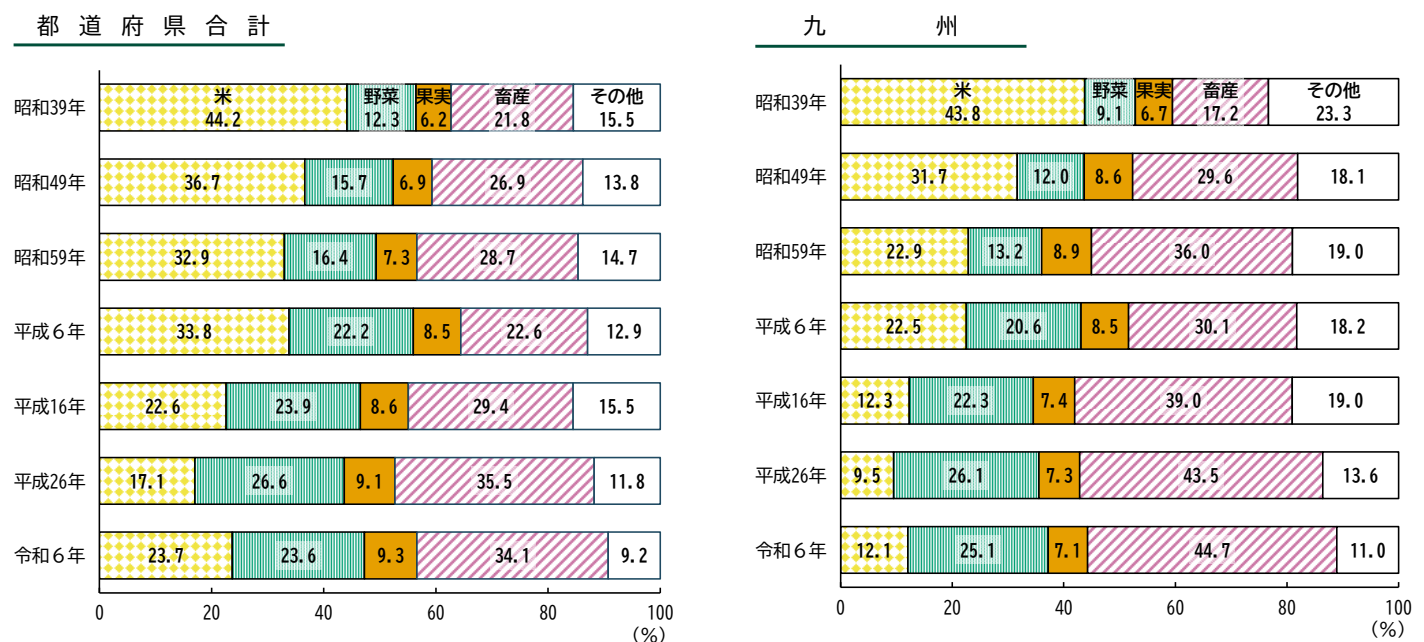 都道府県合計
昭和39年 米 44.2 野菜 12.3 果実 6.2 畜産 21.8 その他 15.5
昭和49年 36.7 15.7 6.9 26.9 13.8
昭和59年 32.9 16.4 7.3 28.7 14.7
平成6年 33.8 22.2 8.5 22.6 12.9
平成16年 22.6 23.9 8.6 29.4 15.5
平成26年 17.1 26.6 9.1 35.5 11.8
令和6年 23.7 23.6 9.3 34.1 9.2
0 20 40 60 80 100
(%)
九州
昭和39年 米 43.8 野菜 9.1 果実 6.7 畜産 17.2 その他 23.3
昭和49年 31.7 12.0 8.6 29.6 18.1
昭和59年 22.9 13.2 8.9 36.0 19.0
平成6年 22.5 20.6 8.5 30.1 18.2
平成16年 12.3 22.3 7.4 39.0 19.0
平成26年 9.5 26.1 7.3 43.5 13.6
令和6年 12.1 25.1 7.1 44.7 11.0
0 20 40 60 80 100
(%)